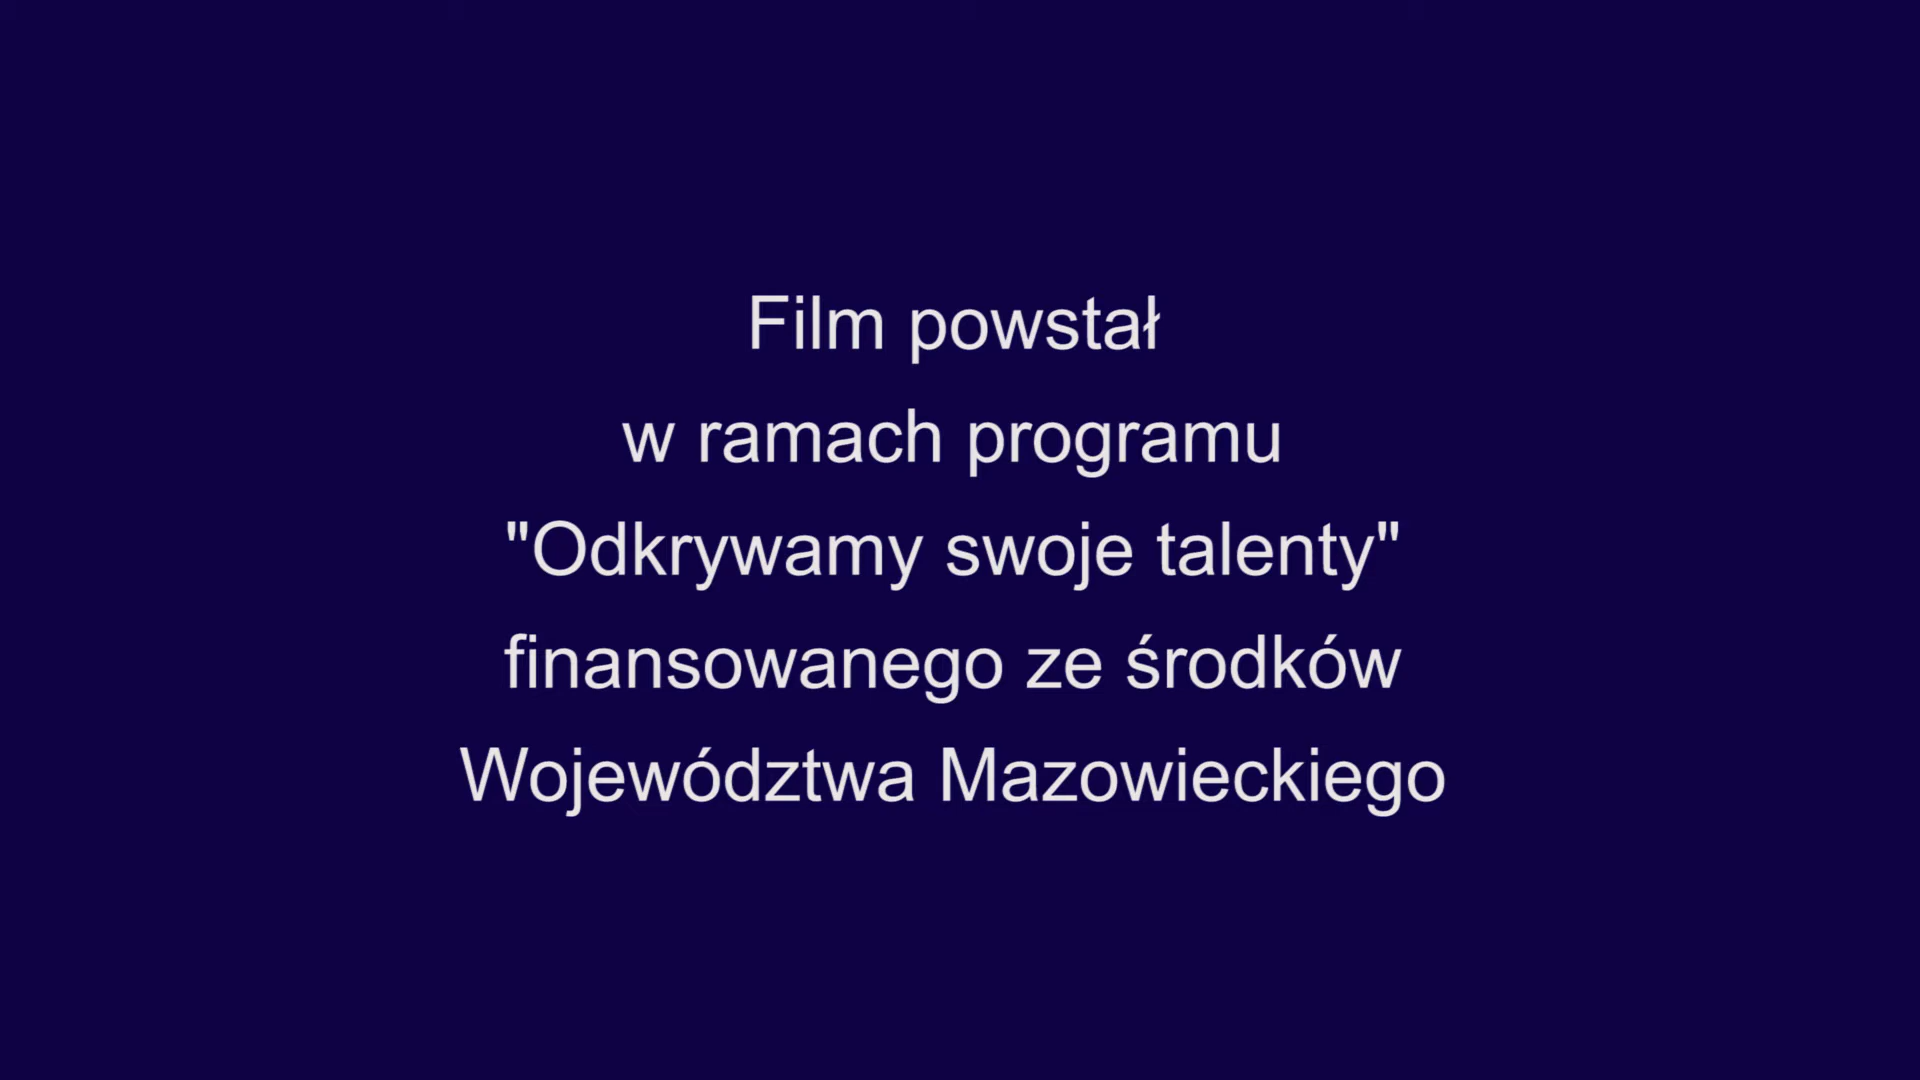 Film powstał
w ramach programu
"Odkrywamy swoje talenty"
finansowanego ze środków
Województwa Mazowieckiego